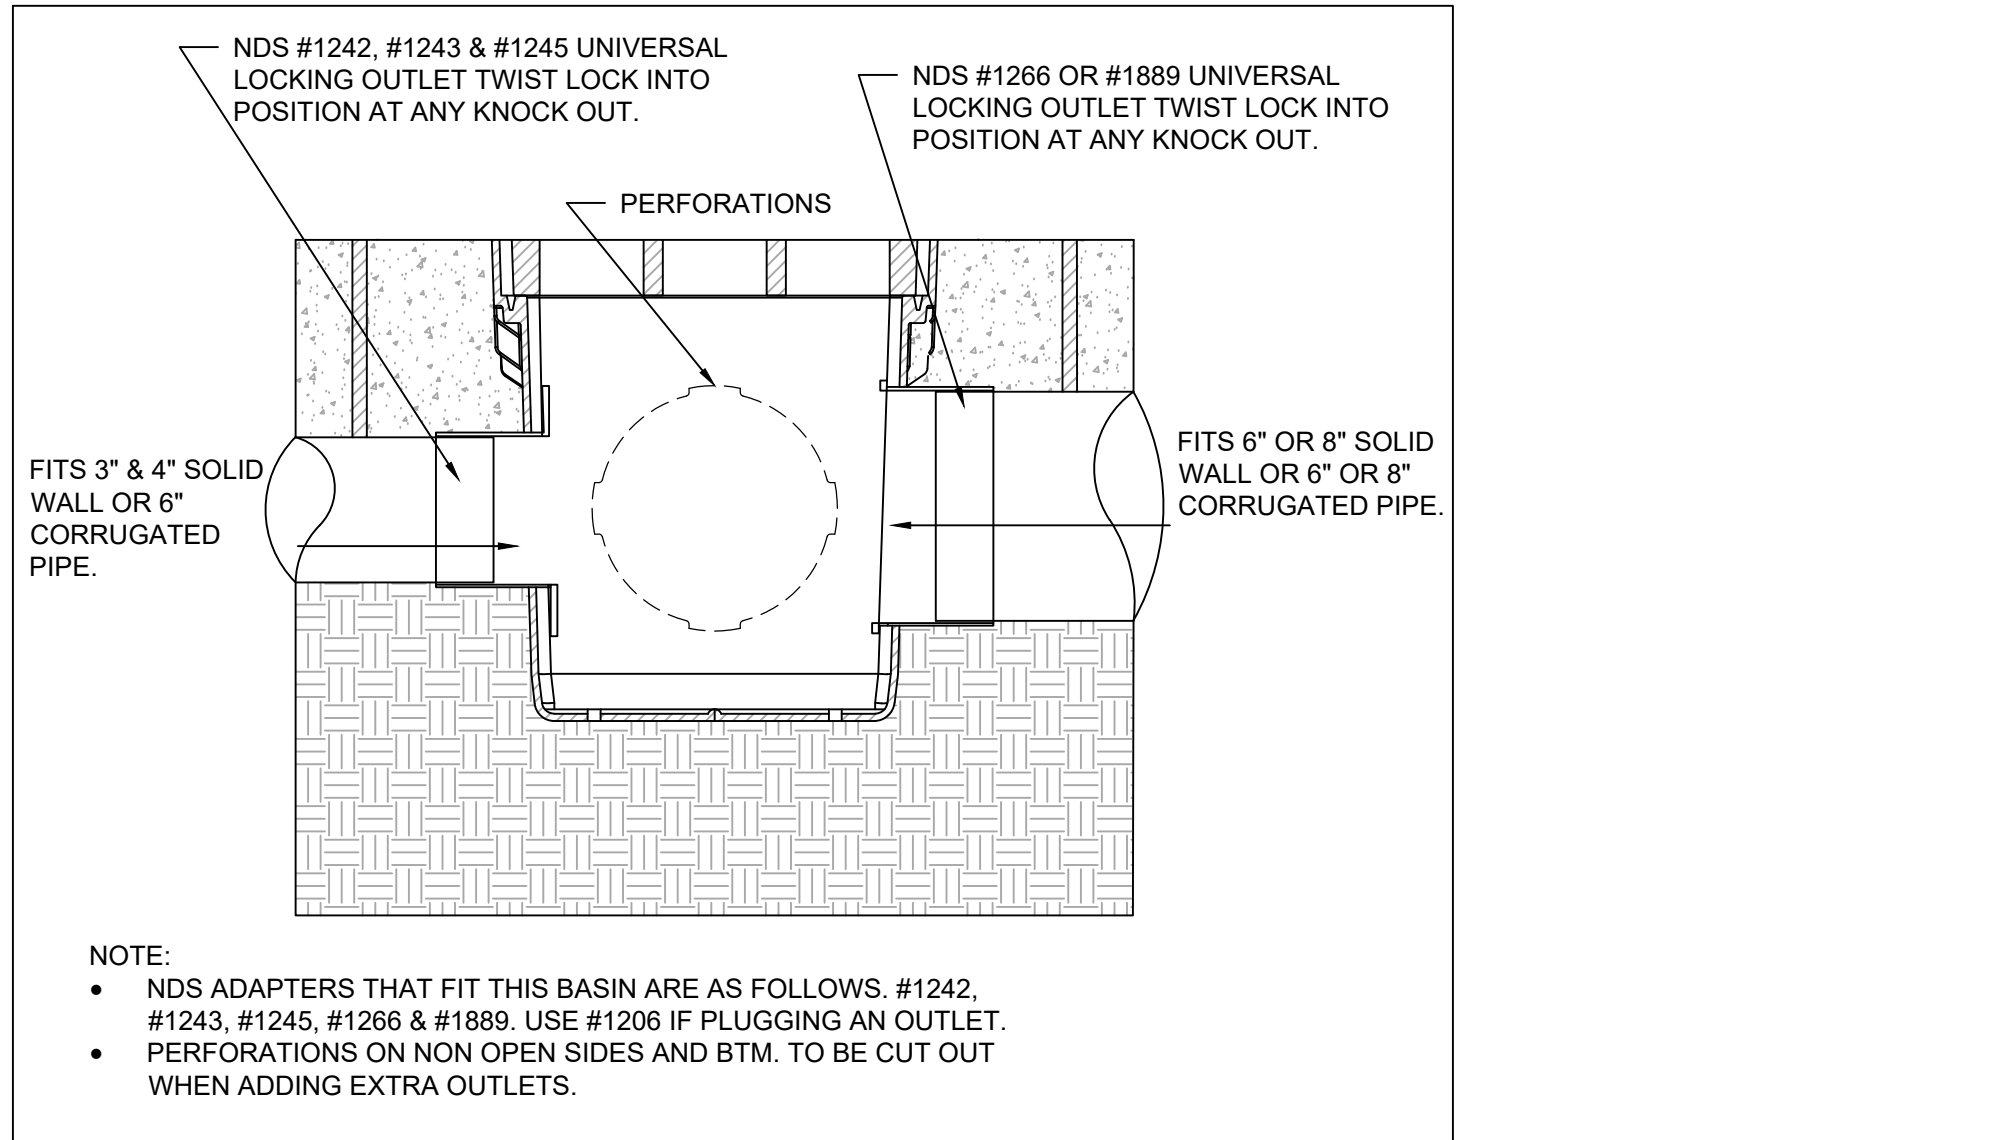 NDS #1242, #1243 & #1245 UNIVERSAL
LOCKING OUTLET TWIST LOCK INTO
POSITION AT ANY KNOCK OUT.
NDS #1266 OR #1889 UNIVERSAL
LOCKING OUTLET TWIST LOCK INTO
POSITION AT ANY KNOCK OUT.
PERFORATIONS
FITS 3" & 4" SOLID
WALL OR 6"
CORRUGATED
PIPE.
FITS 6" OR 8" SOLID
WALL OR 6" OR 8"
CORRUGATED PIPE.
NOTE:
• NDS ADAPTERS THAT FIT THIS BASIN ARE AS FOLLOWS. #1242,
#1243, #1245, #1266 & #1889. USE #1206 IF PLUGGING AN OUTLET.
• PERFORATIONS ON NON OPEN SIDES AND BTM. TO BE CUT OUT
WHEN ADDING EXTRA OUTLETS.